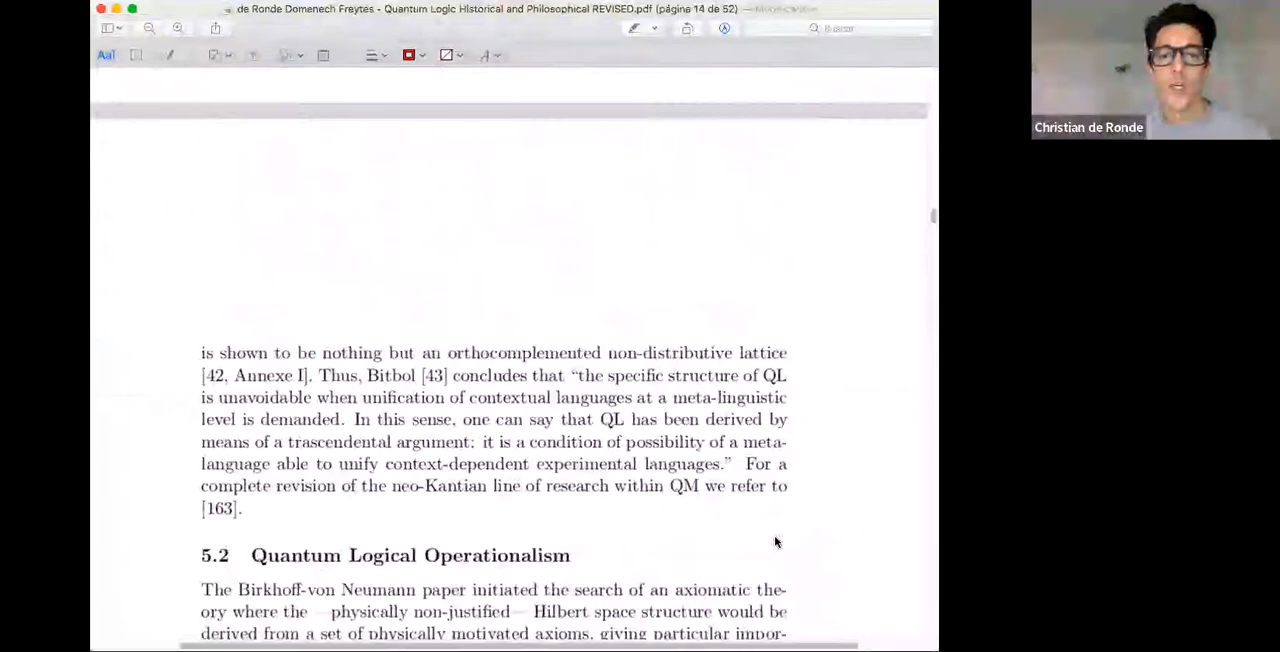 de Ronde Domenech Freytes - Quantum Logic Historical and Philosophical REVISED.pdf (página 14 de 52)
Buscar
AaI
A
Christian de Ronde
is shown to be nothing but an orthocomplemented non-distributive lattice
[42, Annexe I]. Thus, Bitbol [43] concludes that “the specific structure of QL
is unavoidable when unification of contextual languages at a meta-linguistic
level is demanded. In this sense, one can say that QL has been derived by
means of a trascendental argument: it is a condition of possibility of a meta-
language able to unify context-dependent experimental languages.” For a
complete revision of the neo-Kantian line of research within QM we refer to
[163].
5.2 Quantum Logical Operationalism
The Birkhoff-von Neumann paper initiated the search of an axiomatic the-
ory where the —physically non-justified— Hilbert space structure would be
derived from a set of physically motivated axioms, giving particular impor-